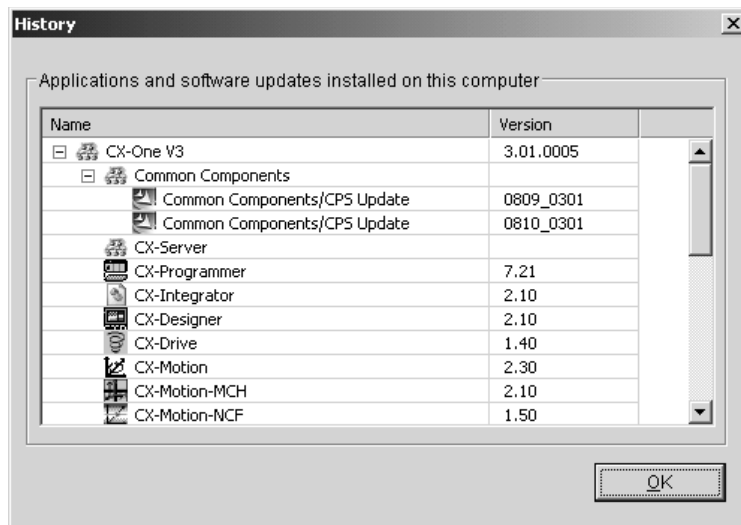 History
Applications and software updates installed on this computer
Name Version
CX-One V3 3.01.0005
Common Components
Common Components/CPS Update 0809_0301
Common Components/CPS Update 0810_0301
CX-Server
CX-Programmer 7.21
CX-Integrator 2.10
CX-Designer 2.10
CX-Drive 1.40
CX-Motion 2.30
CX-Motion-MCH 2.10
CX-Motion-NCF 1.50
OK